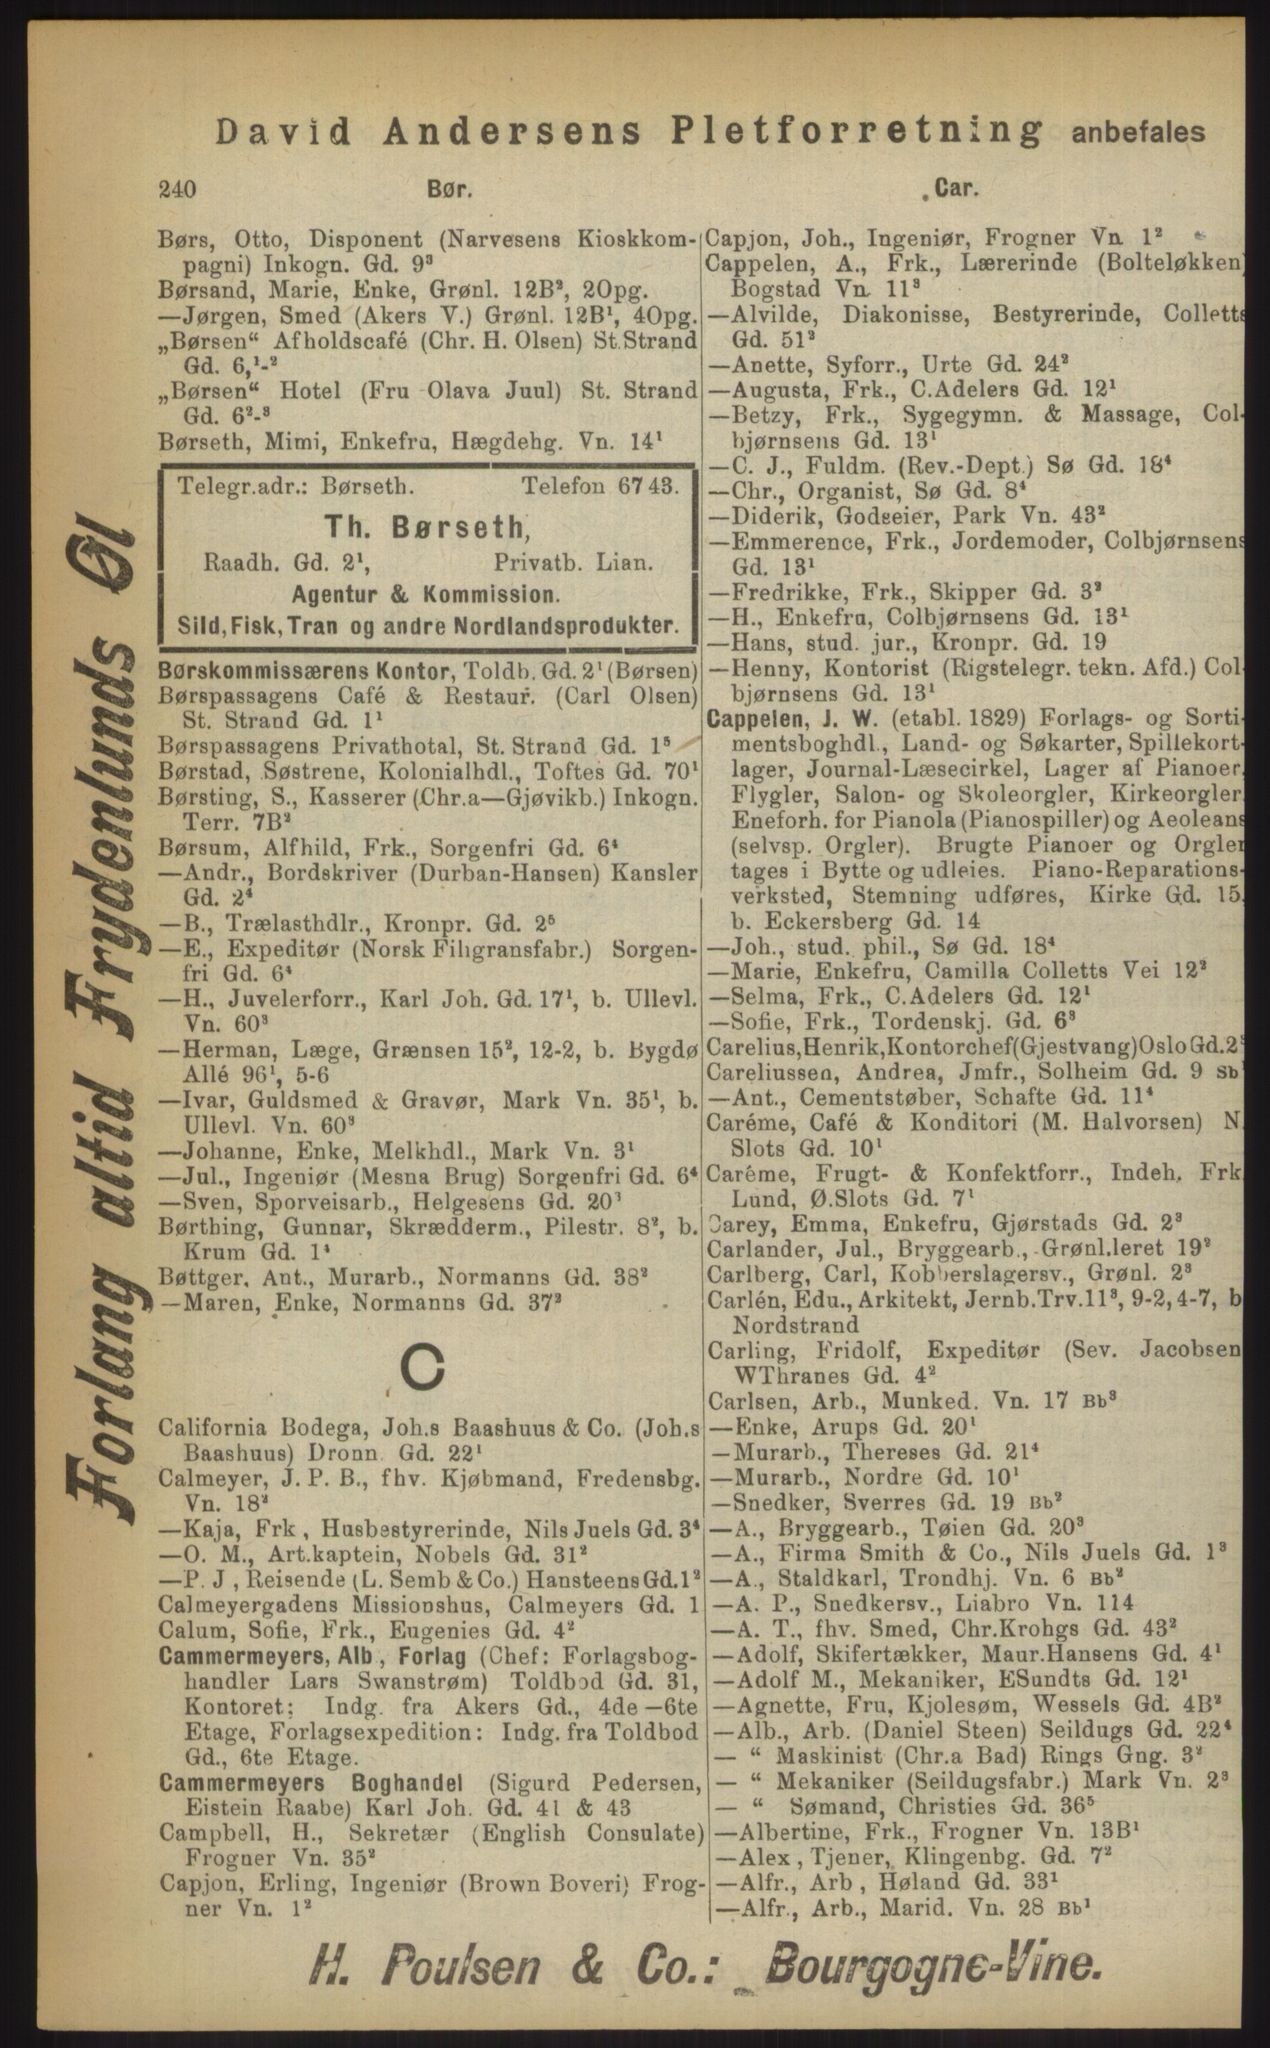 David Andersens Pletforretning anbefales
240 Bør. Car.
Børs, Otto, Disponent (Narvesens Kioskkom-
pagni) Inkogn. Gd. 9³
Børsand, Marie, Enke, Grønl. 12B², 2Opg.
—Jørgen, Smed (Akers V.) Grønl. 12B¹, 4Opg.
„Børsen“ Afholdscafé (Chr. H. Olsen) St. Strand
Gd. 6,¹-²
„Børsen“ Hotel (Fru Olava Juul) St. Strand
Gd. 6²-³
Børseth, Mimi, Enkefru, Hægdehg. Vn. 14¹
Telegr.adr.: Børseth. Telefon 6743.
Th. Børseth,
Raadh. Gd. 2¹, Privatb. Lian.
Agentur & Kommission.
Sild, Fisk, Tran og andre Nordlandsprodukter.
Børskommissærens Kontor, Toldb. Gd. 2¹ (Børsen)
Børspassagens Café & Restaur. (Carl Olsen)
St. Strand Gd. 1¹
Børspassagens Privathotal, St. Strand Gd. 1⁵
Børstad, Søstrene, Kolonialhdl., Toftes Gd. 70¹
Børsting, S., Kasserer (Chr.a—Gjøvikb.) Inkogn.
Terr. 7B²
Børsum, Alfhild, Frk., Sorgenfri Gd. 6⁴
—Andr., Bordskriver (Durban-Hansen) Kansler
Gd. 2⁴
—B., Trælasthdlr., Kronpr. Gd. 2⁵
—E., Expeditør (Norsk Filigransfabr.) Sorgen-
fri Gd. 6⁴
—H., Juvelerforr., Karl Joh. Gd. 17¹, b. Ullevl.
Vn. 60³
—Herman, Læge, Grænsen 15², 12-2, b. Bygdø
Allé 96¹, 5-6
—Ivar, Guldsmed & Gravør, Mark Vn. 35¹, b.
Ullevl. Vn. 60³
—Johanne, Enke, Melkhdl., Mark Vn. 3¹
—Jul., Ingeniør (Mesna Brug) Sorgenfri Gd. 6⁴
—Sven, Sporveisarb., Helgesens Gd. 20¹
Børthing, Gunnar, Skrædderm., Pilestr. 8², b.
Krum Gd. 1⁴
Bøttger, Ant., Murarb., Normanns Gd. 38²
—Maren, Enke, Normanns Gd. 37²
C
California Bodega, Joh.s Baashuus & Co. (Joh.s
Baashuus) Dronn. Gd. 22¹
Calmeyer, J. P. B., fhv. Kjøbmand, Fredensbg.
Vn. 18²
—Kaja, Frk, Husbestyrerinde, Nils Juels Gd. 3⁴
—O. M., Art.kaptein, Nobels Gd. 31²
—P. J, Reisende (L. Semb & Co.) Hansteens Gd. 1²
Calmeyergadens Missionshus, Calmeyers Gd. 1
Calum, Sofie, Frk., Eugenies Gd. 4²
Cammermeyers, Alb., Forlag (Chef: Forlagsbog-
handler Lars Swanstrøm) Toldbod Gd. 31,
Kontoret: Indg. fra Akers Gd., 4de—6te
Etage, Forlagsexpedition: Indg. fra Toldbod
Gd., 6te Etage.
Cammermeyers Boghandel (Sigurd Pedersen,
Eistein Raabe) Karl Joh. Gd. 41 & 43
Campbell, H., Sekretær (English Consulate)
Frogner Vn. 35²
Capjon, Erling, Ingeniør (Brown Boveri) Frog-
ner Vn. 1²
Capjon, Joh., Ingeniør, Frogner Vn. 1²
Cappelen, A., Frk., Lærerinde (Bolteløkken)
Bogstad Vn. 11³
—Alvilde, Diakonisse, Bestyrerinde, Colletts
Gd. 51²
—Anette, Syforr., Urte Gd. 24²
—Augusta, Frk., C.Adelers Gd. 12¹
—Betzy, Frk., Sygegymn. & Massage, Col-
bjørnsens Gd. 13¹
—C. J., Fuldm. (Rev.-Dept.) Sø Gd. 18⁴
—Chr., Organist, Sø Gd. 8⁴
—Diderik, Godseier, Park Vn. 43²
—Emmerence, Frk., Jordemoder, Colbjørnsens
Gd. 13¹
—Fredrikke, Frk., Skipper Gd. 3²
—H., Enkefru, Colbjørnsens Gd. 13¹
—Hans, stud. jur., Kronpr. Gd. 19
—Henny, Kontorist (Rigstelegr. tekn. Afd.) Col-
bjørnsens Gd. 13¹
Cappelen, J. W. (etabl. 1829) Forlags- og Sorti-
mentsboghdl., Land- og Søkarter, Spillekort-
lager, Journal-Læsecirkel, Lager af Pianoer,
Flygler, Salon- og Skoleorgler, Kirkeorgler
Eneforh. for Pianola (Pianospiller) og Aeoleans
(selvsp. Orgler). Brugte Pianoer og Orgler
tages i Bytte og udleies. Piano-Reparations-
verksted, Stemning udføres, Kirke Gd. 15,
b. Eckersberg Gd. 14
—Joh., stud. phil., Sø Gd. 18⁴
—Marie, Enkefru, Camilla Colletts Vei 12²
—Selma, Frk., C.Adelers Gd. 12¹
—Sofie, Frk., Tordenskj. Gd. 6³
Carelius, Henrik, Kontorchef (Gjestvang) Oslo Gd. 2³
Careliussen, Andrea, Jmfr., Solheim Gd. 9 Sb¹
—Ant., Cementstøber, Schafte Gd. 11⁴
Caréme, Café & Konditori (M. Halvorsen) N.
Slots Gd. 10¹
Caréme, Frugt- & Konfektforr., Indeh. Frk.
Lund, Ø.Slots Gd. 7¹
Carey, Emma, Enkefru, Gjørstads Gd. 2³
Carlander, Jul., Bryggearb., Grønl.leret 19²
Carlberg, Carl, Kobberslagersv., Grønl. 2³
Carlén, Edu., Arkitekt, Jernb.Trv. 11³, 9-2, 4-7, b.
Nordstrand
Carling, Fridolf, Expeditør (Sev. Jacobsen)
WThranes Gd. 4²
Carlsen, Arb., Munked. Vn. 17 Bb³
—Enke, Arups Gd. 20¹
—Murarb., Thereses Gd. 21⁴
—Murarb., Nordre Gd. 10¹
—Snedker, Sverres Gd. 19 Bb²
—A., Bryggearb., Tøien Gd. 20³
—A., Firma Smith & Co., Nils Juels Gd. 1³
—A., Staldkarl, Trondhj. Vn. 6 Bb²
—A. P., Snedkersv., Liabro Vn. 114
—A. T., fhv. Smed, Chr.Krohgs Gd. 43²
—Adolf, Skifertækker, Maur.Hansens Gd. 4¹
—Adolf M., Mekaniker, ESundts Gd. 12¹
—Agnette, Fru, Kjolesøm, Wessels Gd. 4B²
—Alb., Arb. (Daniel Steen) Seildugs Gd. 22⁴
— “ Maskinist (Chr.a Bad) Rings Gng. 3²
— “ Mekaniker (Seildugsfabr.) Mark Vn. 2³
— “ Sømand, Christies Gd. 36⁵
—Albertine, Frk., Frogner Vn. 13B¹
—Alex, Tjener, Klingenbg. Gd. 7²
—Alfr., Arb, Høland Gd. 33¹
—Alfr., Arb., Marid. Vn. 28 Bb¹
Forlang altid Frydenlunds Øl
H. Poulsen & Co.: Bourgogne-Vine.